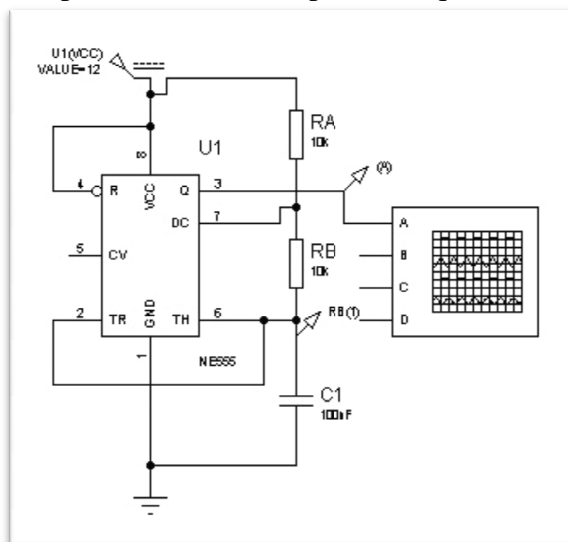 U1(VCC)
VALUE=12
RA
10k
U1
8
4
R
VCC
Q
3
(A)
DC
7
A
5
CV
RB
10k
B
C
2
TR
GND
TH
6
RB(1)
D
1
NE555
C1
100nF